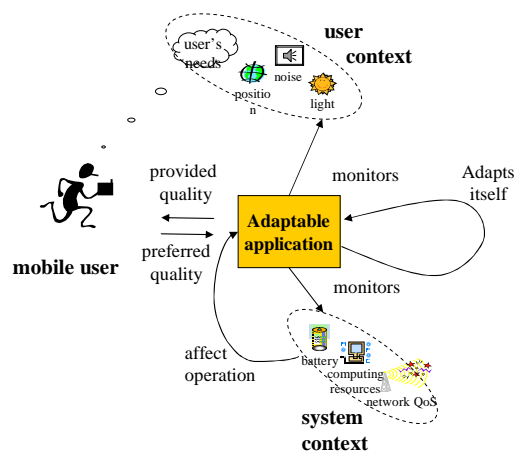 user
context
user's
needs
noise
positio
n
light
provided
quality
monitors
Adapts
itself
Adaptable
application
preferred
quality
mobile user
monitors
affect
operation
battery
computing
resources
network QoS
system
context